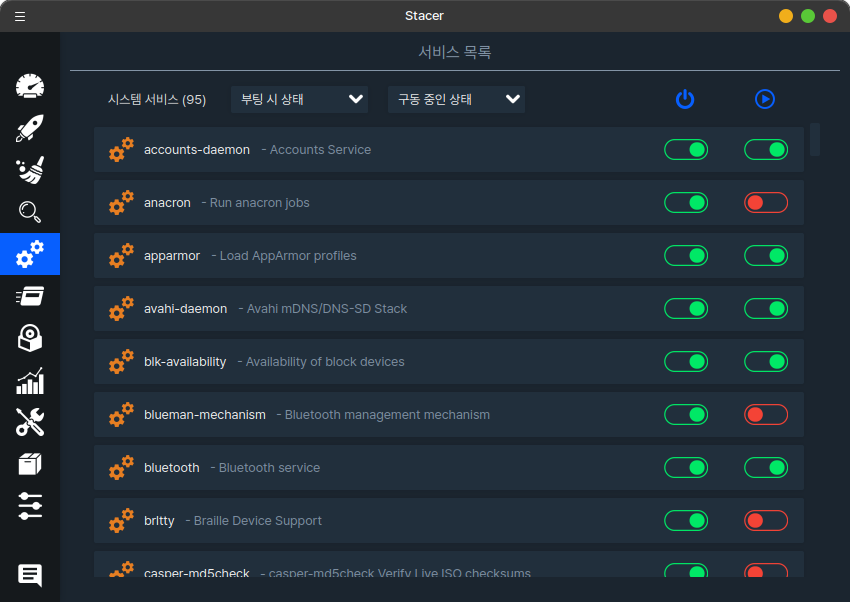 Stacer
서비스 목록
시스템 서비스 (95) 부팅 시 상태 구동 중인 상태
accounts-daemon - Accounts Service
anacron - Run anacron jobs
apparmor - Load AppArmor profiles
avahi-daemon - Avahi mDNS/DNS-SD Stack
blk-availability - Availability of block devices
blueman-mechanism - Bluetooth management mechanism
bluetooth - Bluetooth service
brltty - Braille Device Support
casper-md5check - casper-md5check Verify Live ISO checksums